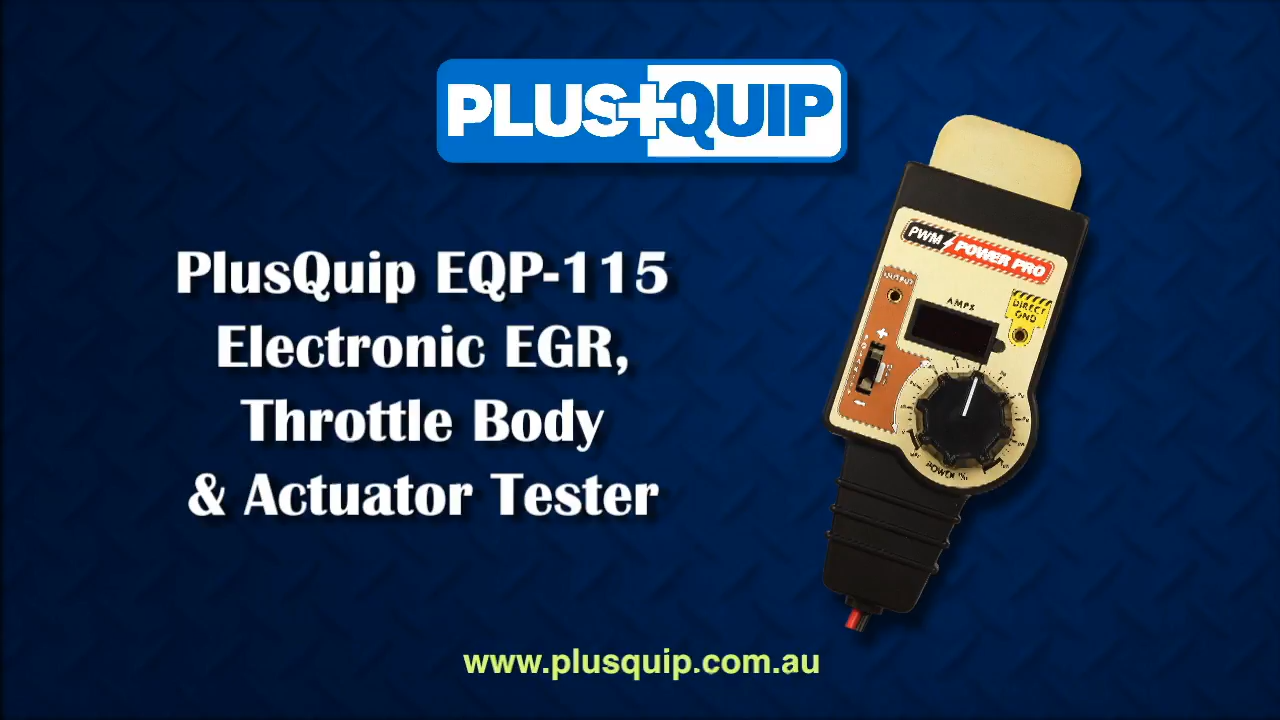 PLUS+QUIP
PlusQuip EQP-115
Electronic EGR,
Throttle Body
& Actuator Tester
PWM POWER PRO
OUTPUT
AMPS
DIRECT
GND
POWER %
www.plusquip.com.au